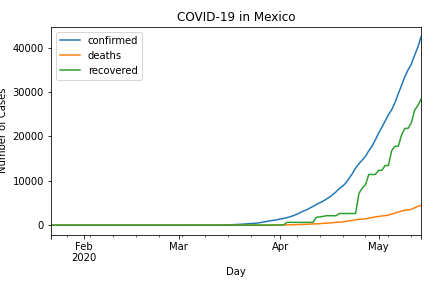 COVID-19 in Mexico
confirmed
deaths
recovered
40000
30000
20000
10000
0
Number of Cases
Feb
2020
Mar
Apr
May
Day